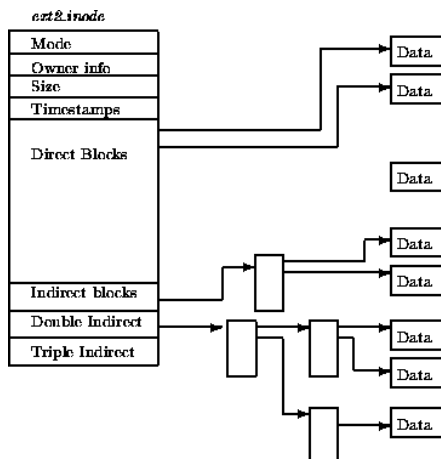 ext2_inode
Mode
Owner info
Size
Timestamps
Direct Blocks
Indirect blocks
Double Indirect
Triple Indirect
Data
Data
Data
Data
Data
Data
Data
Data